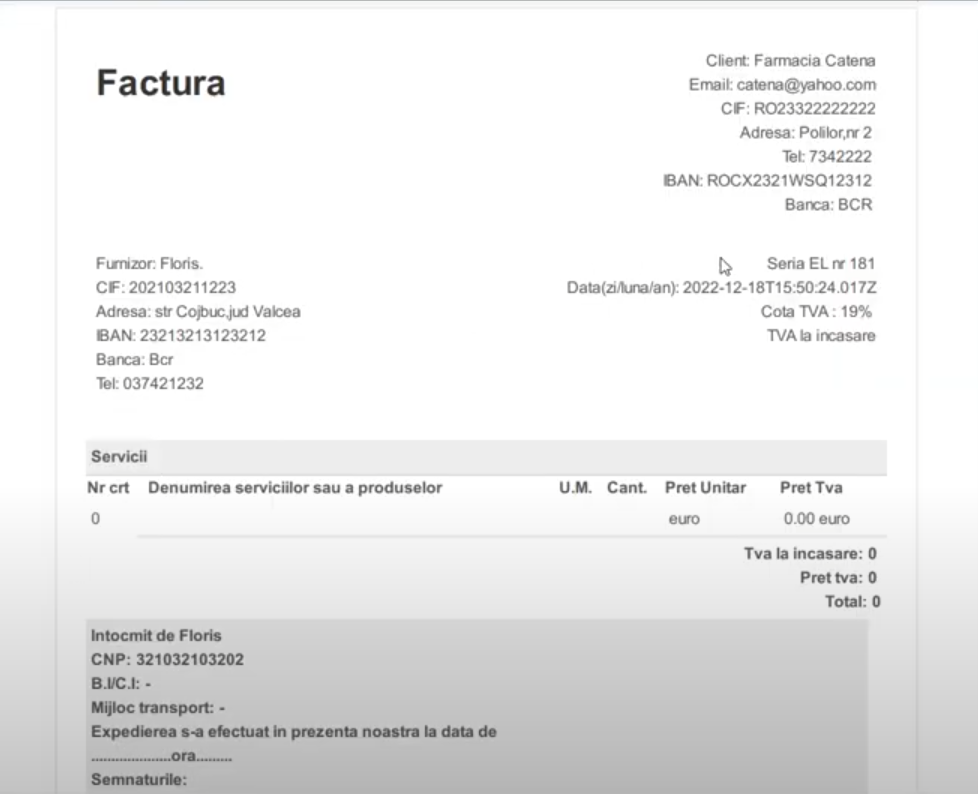 Factura
Client: Farmacia Catena
Email: catena@yahoo.com
CIF: RO23322222222
Adresa: Polilor,nr 2
Tel: 7342222
IBAN: ROCX2321WSQ12312
Banca: BCR
Furnizor: Floris.
CIF: 202103211223
Adresa: str Cojbuc,jud Valcea
IBAN: 23213213123212
Banca: Bcr
Tel: 037421232
Seria EL nr 181
Data(zi/luna/an): 2022-12-18T15:50:24.017Z
Cota TVA : 19%
TVA la incasare
Servicii
Nr crt Denumirea serviciilor sau a produselor U.M. Cant. Pret Unitar Pret Tva
0 euro 0.00 euro
Tva la incasare: 0
Pret tva: 0
Total: 0
Intocmit de Floris
CNP: 321032103202
B.I/C.I: -
Mijloc transport: -
Expedierea s-a efectuat in prezenta noastra la data de
.....................ora.........
Semnaturile: